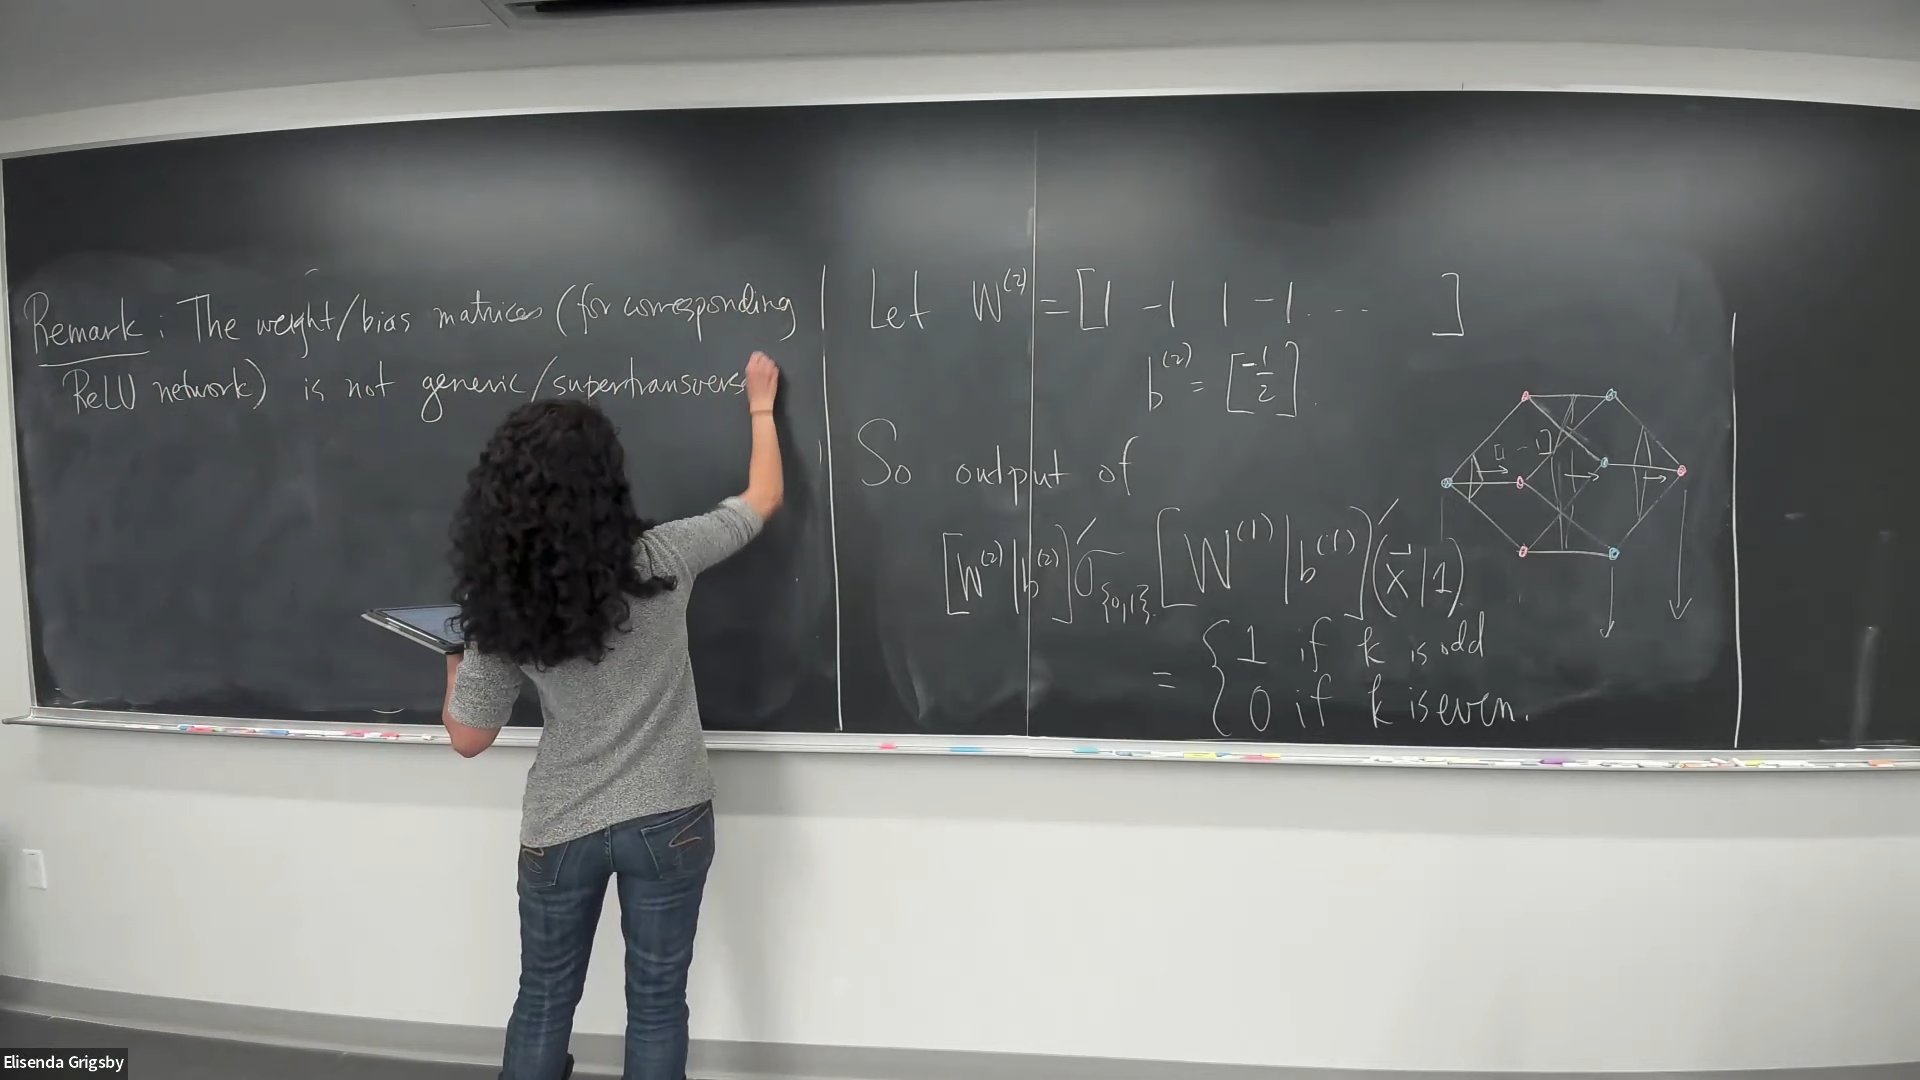 Remark: The weight/bias matrices (for corresponding
ReLU network) is not generic/supertransverse
Let W^(2) = [1 -1 1 -1 ... ]
b^(2) = [-1/2].
So output of
[W^(2)|b^(2)] σ_{0,1} [W^(1)|b^(1)] (x⃗|1)
= { 1 if k is odd
0 if k is even.
Elisenda Grigsby